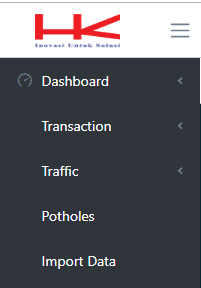 HK
Inovasi Untuk Solusi
Dashboard
Transaction
Traffic
Potholes
Import Data